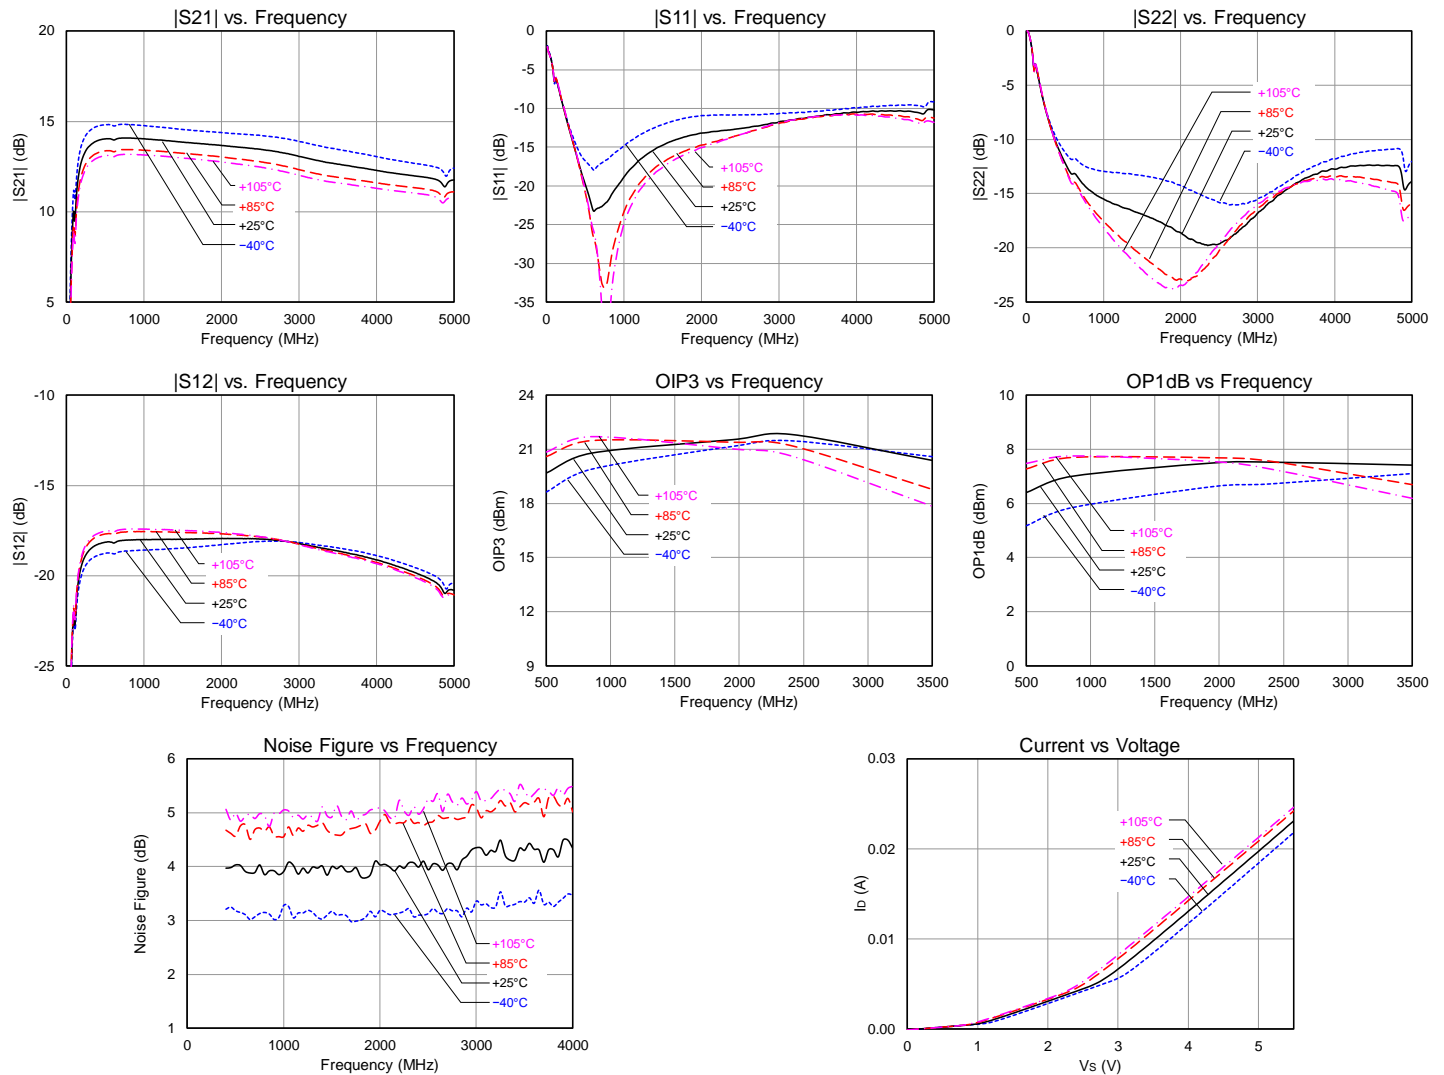 |S21| vs. Frequency
|S21| (dB)
20
15
10
5
0 1000 2000 3000 4000 5000
Frequency (MHz)
+105°C
+85°C
+25°C
−40°C
|S11| vs. Frequency
|S11| (dB)
0
-5
-10
-15
-20
-25
-30
-35
0 1000 2000 3000 4000 5000
Frequency (MHz)
+105°C
+85°C
+25°C
−40°C
|S22| vs. Frequency
|S22| (dB)
0
-5
-10
-15
-20
-25
0 1000 2000 3000 4000 5000
Frequency (MHz)
+105°C
+85°C
+25°C
−40°C
|S12| vs. Frequency
|S12| (dB)
-10
-15
-20
-25
0 1000 2000 3000 4000 5000
Frequency (MHz)
+105°C
+85°C
+25°C
−40°C
OIP3 vs Frequency
OIP3 (dBm)
24
21
18
15
12
9
500 1000 1500 2000 2500 3000 3500
Frequency (MHz)
+105°C
+85°C
+25°C
−40°C
OP1dB vs Frequency
OP1dB (dBm)
10
8
6
4
2
0
500 1000 1500 2000 2500 3000 3500
Frequency (MHz)
+105°C
+85°C
+25°C
−40°C
Noise Figure vs Frequency
Noise Figure (dB)
6
5
4
3
2
1
0 1000 2000 3000 4000
Frequency (MHz)
+105°C
+85°C
+25°C
−40°C
Current vs Voltage
ID (A)
0.03
0.02
0.01
0.00
0 1 2 3 4 5
VS (V)
+105°C
+85°C
+25°C
−40°C